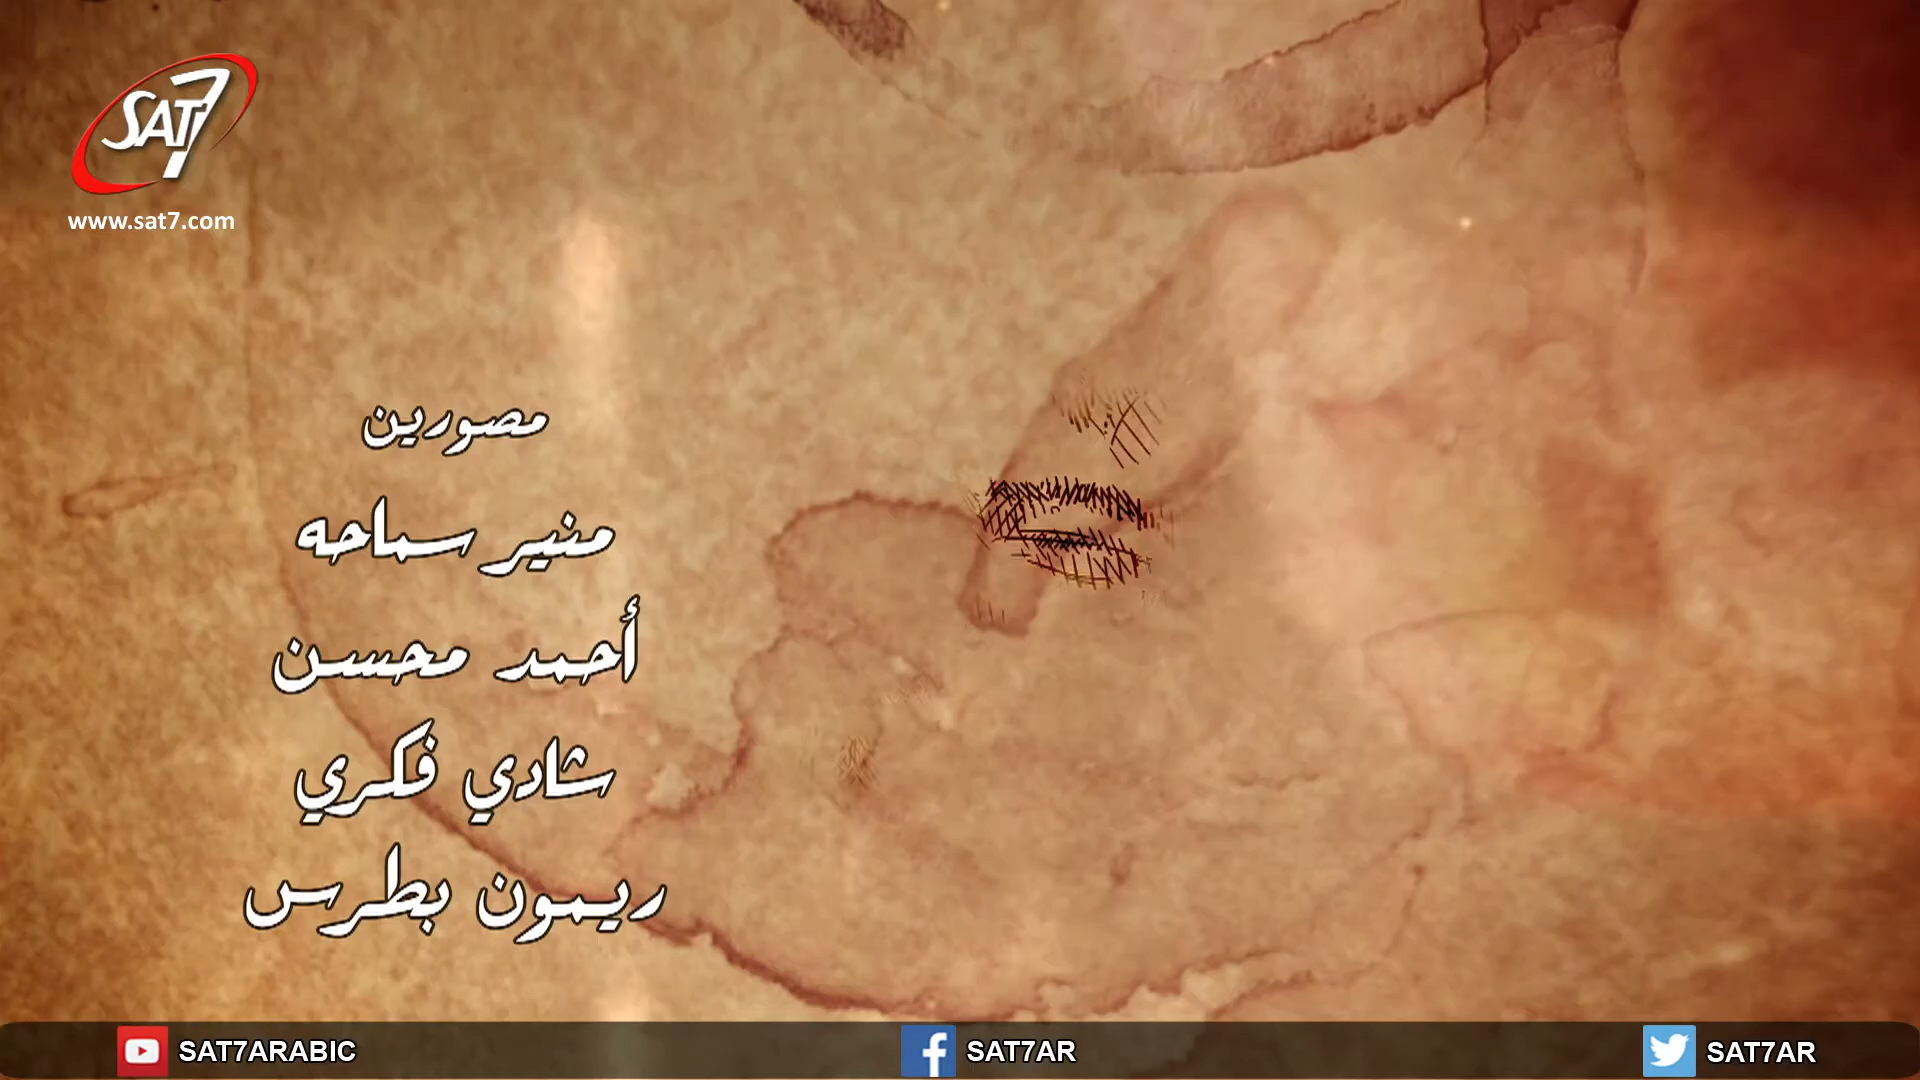 SAT7
www.sat7.com
مصورين
منير سماحه
أحمد محسن
شادي فكري
ريمون بطرس
SAT7ARABIC
SAT7AR
SAT7AR